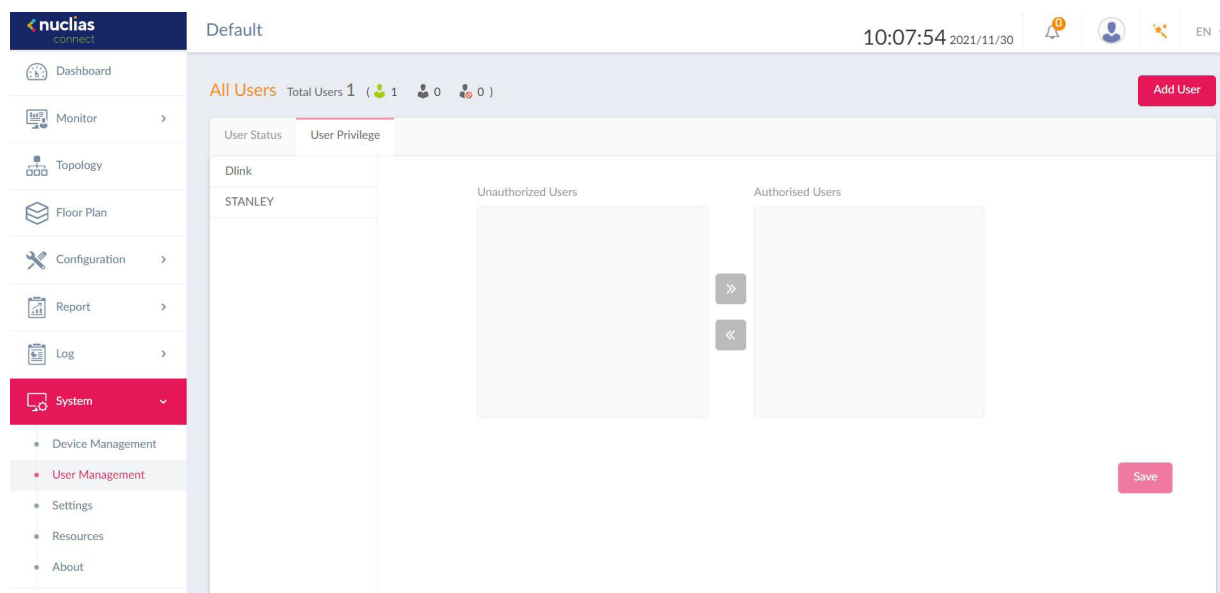 nuclias
connect
Default
10:07:54 2021/11/30
0
EN
Dashboard
Monitor
Topology
Floor Plan
Configuration
Report
Log
System
Device Management
User Management
Settings
Resources
About
All Users Total Users 1 ( 1 0 0 )
Add User
User Status User Privilege
Dlink
STANLEY
Unauthorized Users
Authorised Users
Save